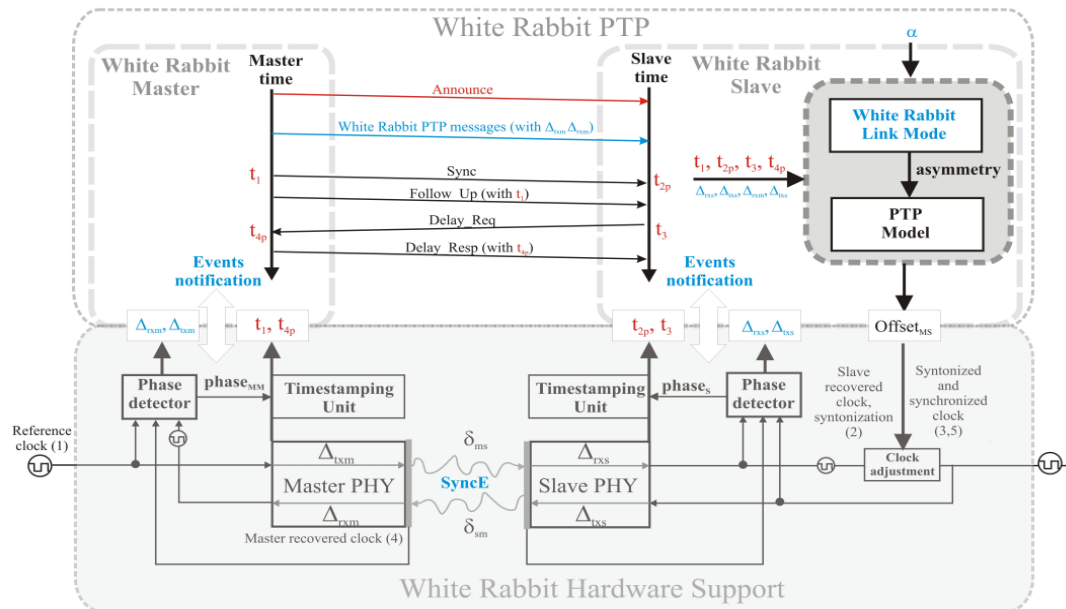 White Rabbit PTP
White Rabbit
Master
Master
time
Slave
time
White Rabbit
Slave
α
Announce
White Rabbit PTP messages (with Δtxm Δrxm)
t1
Sync
t2p
Follow_Up (with t1)
Delay_Req
t4p
t3
Delay_Resp (with t4p)
t1, t2p, t3, t4p
Δrxs, Δtxs, Δrxm, Δtxs
White Rabbit
Link Mode
asymmetry
PTP
Model
Events
notification
Events
notification
Δrxm, Δtxm
t1, t4p
t2p, t3
Δrxs, Δtxs
OffsetMS
Phase
detector
phaseMM
Timestamping
Unit
Timestamping
Unit
phaseS
Phase
detector
Slave
recovered
clock,
syntonization
(2)
Syntonized
and
synchronized
clock
(3,5)
Reference
clock (1)
Δtxm
Master PHY
Δrxm
δms
SyncE
δsm
Δrxs
Slave PHY
Δtxs
Clock
adjustment
Master recovered clock (4)
White Rabbit Hardware Support